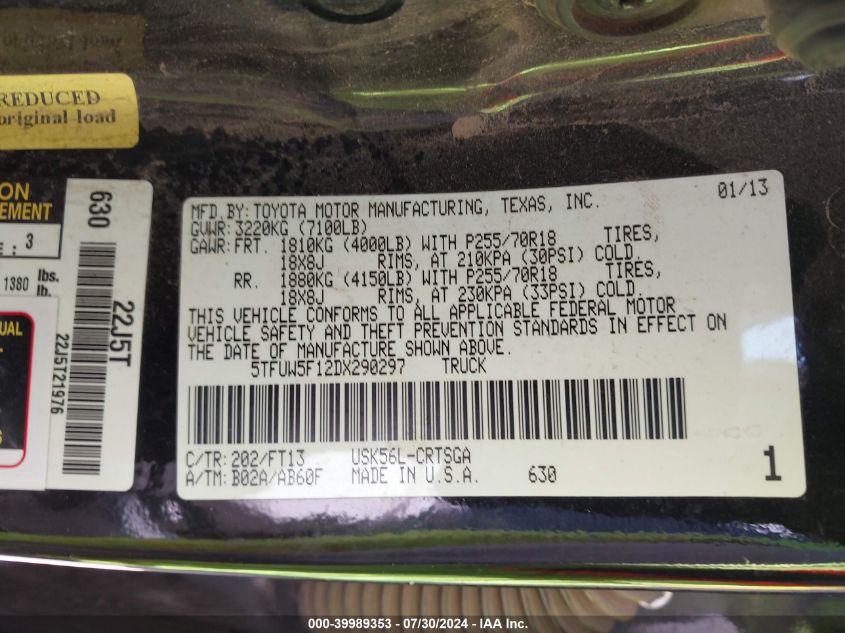 REDUCED
original load
ION
EMENT
E : 3
1380 lbs.
lb.
UAL
S
630
22J5T
22J5T21976
MFD.BY: TOYOTA MOTOR MANUFACTURING, TEXAS, INC. 01/13
GVWR: 3220KG (7100LB)
GAWR: FRT. 1810KG (4000LB) WITH P255/70R18 TIRES,
18X8J RIMS, AT 210KPA (30PSI) COLD.
RR. 1880KG (4150LB) WITH P255/70R18 TIRES,
18X8J RIMS, AT 230KPA (33PSI) COLD.
THIS VEHICLE CONFORMS TO ALL APPLICABLE FEDERAL MOTOR
VEHICLE SAFETY AND THEFT PREVENTION STANDARDS IN EFFECT ON
THE DATE OF MANUFACTURE SHOWN ABOVE.
5TFUW5F12DX290297 TRUCK
C/TR: 202/FT13 USK56L-CRTSGA
A/TM: B02A/AB60F MADE IN U.S.A. 630 1
000-39989353 - 07/30/2024 - IAA Inc.